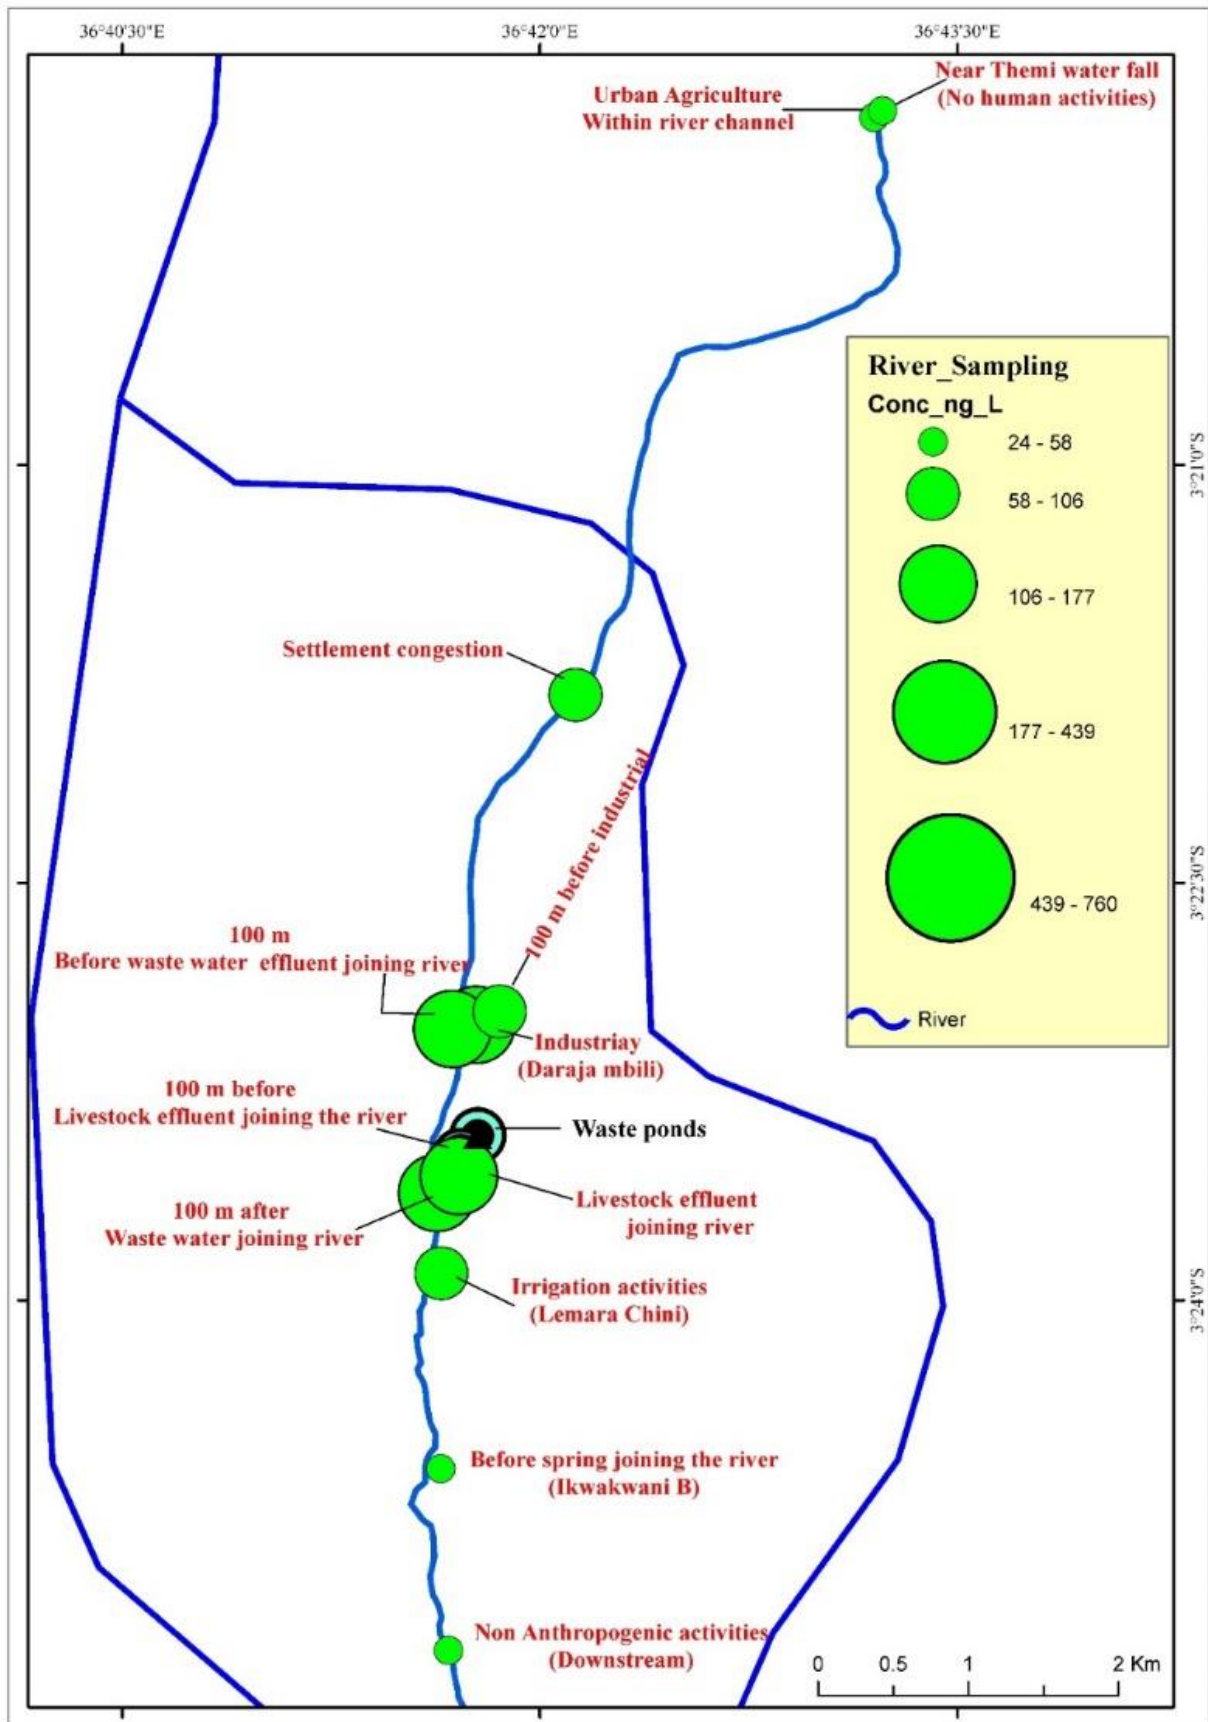 36°40'30"E
36°42'0"E
36°43'30"E
Near Themi water fall
(No human activities)
Urban Agriculture
Within river channel
River_Sampling
Conc_ng_L
24 - 58
58 - 106
106 - 177
177 - 439
439 - 760
River
3°21'0"S
3°22'30"S
3°24'0"S
Settlement congestion
100 m before industrial
100 m
Before waste water effluent joining river
Industriay
(Daraja mbili)
100 m before
Livestock effluent joining the river
Waste ponds
100 m after
Waste water joining river
Livestock effluent
joining river
Irrigation activities
(Lemara Chini)
Before spring joining the river
(Ikwakwani B)
Non Anthropogenic activities
(Downstream)
0 0.5 1 2 Km